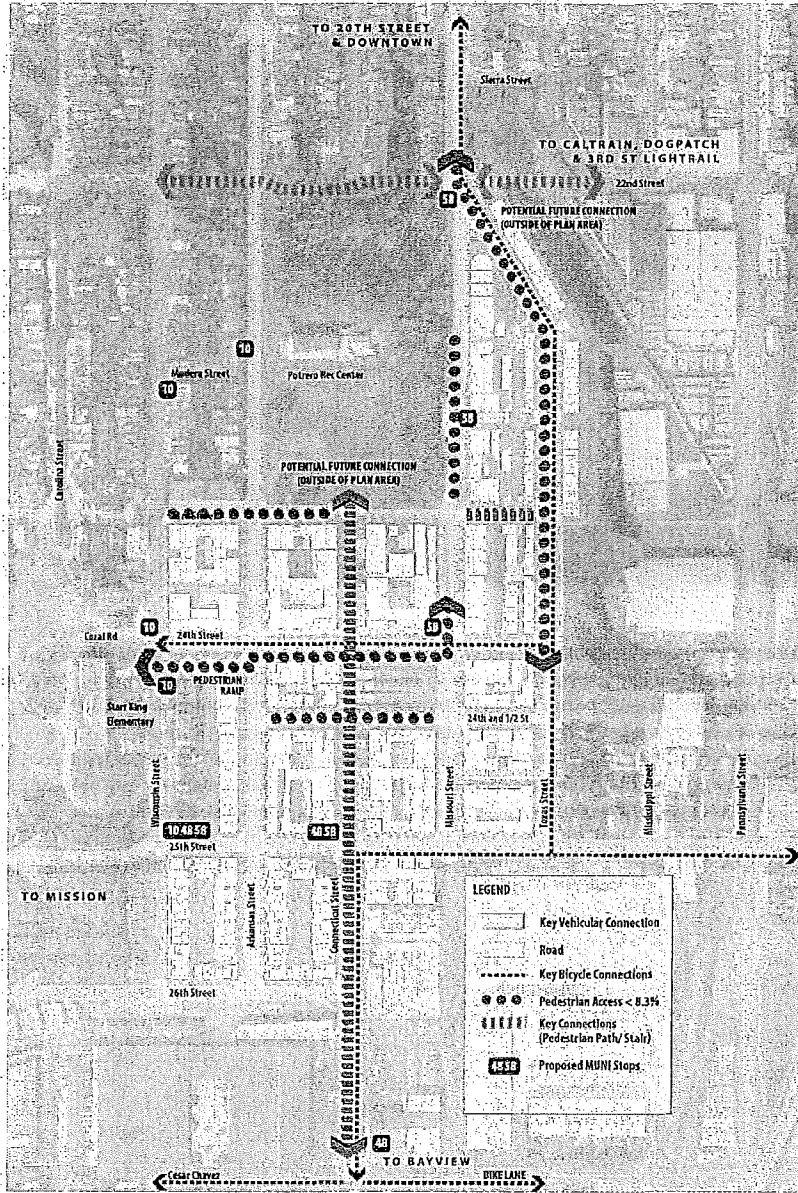 TO 20TH STREET
& DOWNTOWN
Sierra Street
TO CALTRAIN, DOGPATCH
& 3RD ST LIGHTRAIL
22nd Street
58
POTENTIAL FUTURE CONNECTION
(OUTSIDE OF PLAN AREA)
10
Madera Street
Potrero Rec Center
10
58
Carolina Street
POTENTIAL FUTURE CONNECTION
(OUTSIDE OF PLAN AREA)
Coral Rd
10
24th Street
58
10
PEDESTRIAN
RAMP
Starr King
Elementary
24th and 1/2 St
Wisconsin Street
Missouri Street
Texas Street
Mississippi Street
Pennsylvania Street
10 48 58
48 58
25th Street
TO MISSION
Arkansas Street
Connecticut Street
26th Street
LEGEND
Key Vehicular Connection
Road
Key Bicycle Connections
Pedestrian Access < 8.3%
Key Connections
(Pedestrian Path/ Stair)
48 58
Proposed MUNI Stops
48
TO BAYVIEW
Cesar Chavez
BIKE LANE